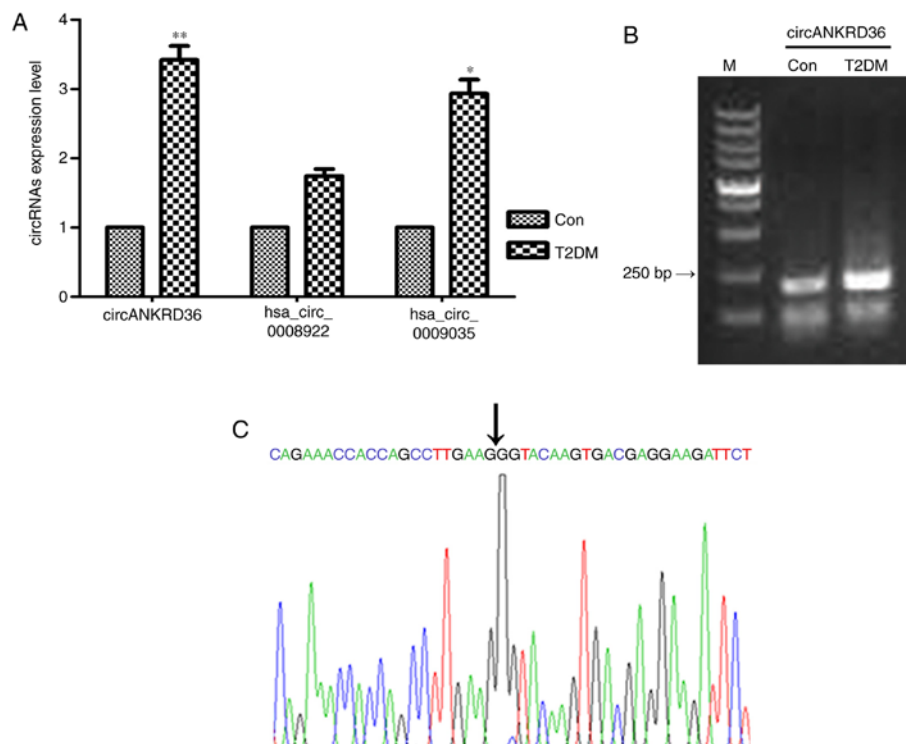 A
circRNAs expression level
4
3
2
1
0
**
*
Con
T2DM
circANKRD36
hsa_circ_
0008922
hsa_circ_
0009035
B
circANKRD36
M Con T2DM
250 bp →
C
CAGAAACCACCAGCCTTGAAGGGTACAAGTGACGAGGAAGATTCT